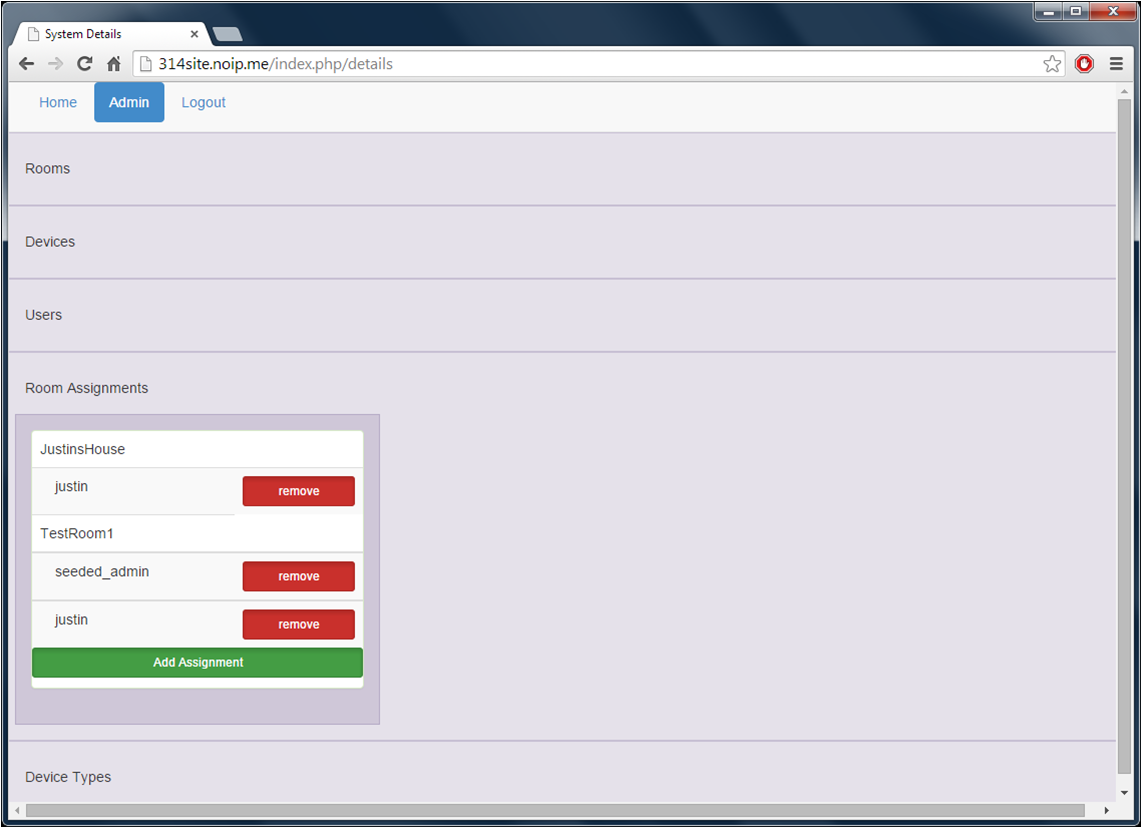 System Details
314site.noip.me/index.php/details
Home Admin Logout
Rooms
Devices
Users
Room Assignments
JustinsHouse
justin remove
TestRoom1
seeded_admin remove
justin remove
Add Assignment
Device Types